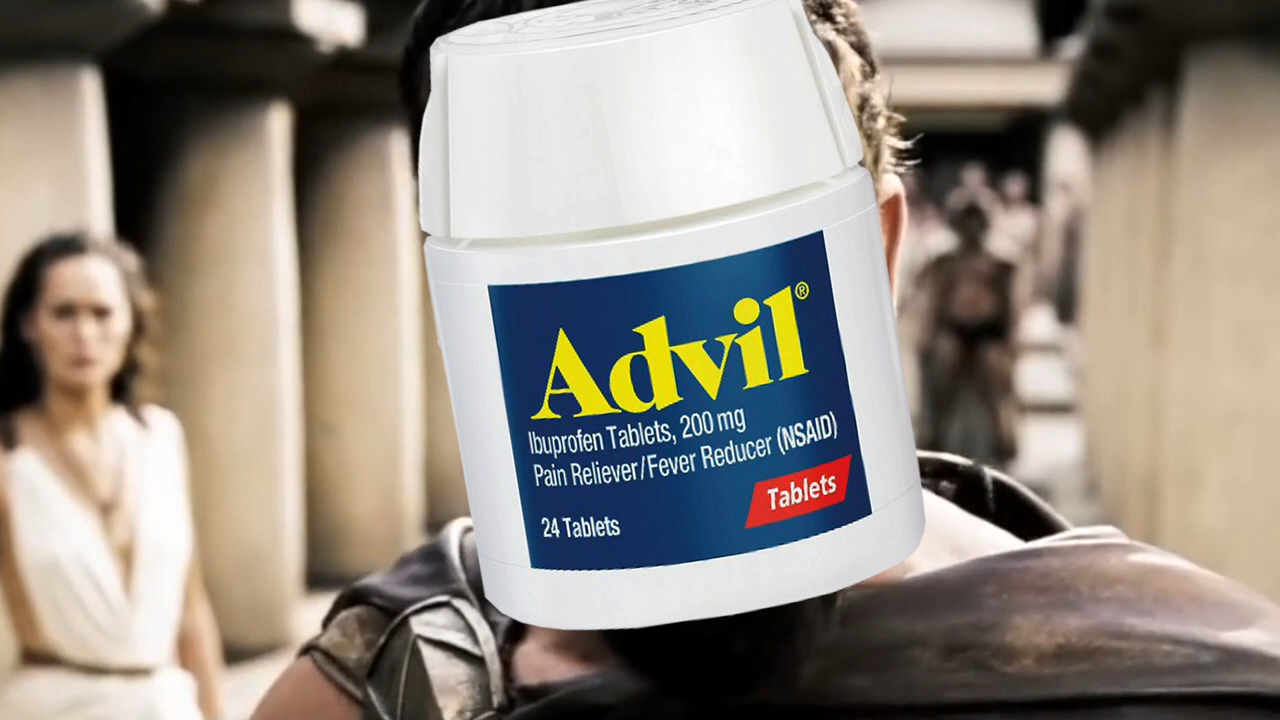 Advil®
Ibuprofen Tablets, 200 mg
Pain Reliever/Fever Reducer (NSAID)
Tablets
24 Tablets